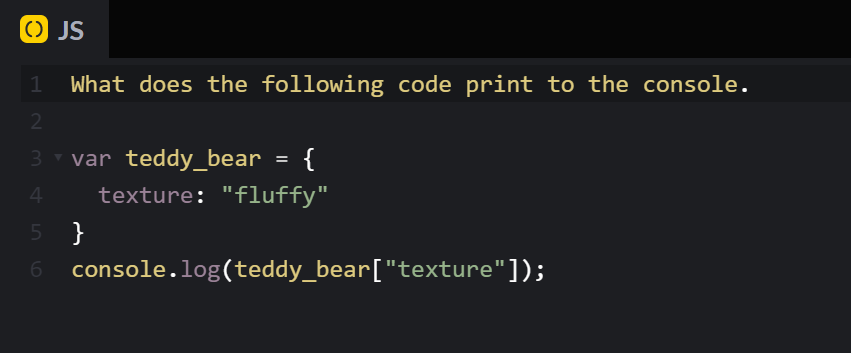 JS
1 What does the following code print to the console.
2
3 var teddy_bear = {
4   texture: "fluffy"
5 }
6 console.log(teddy_bear["texture"]);